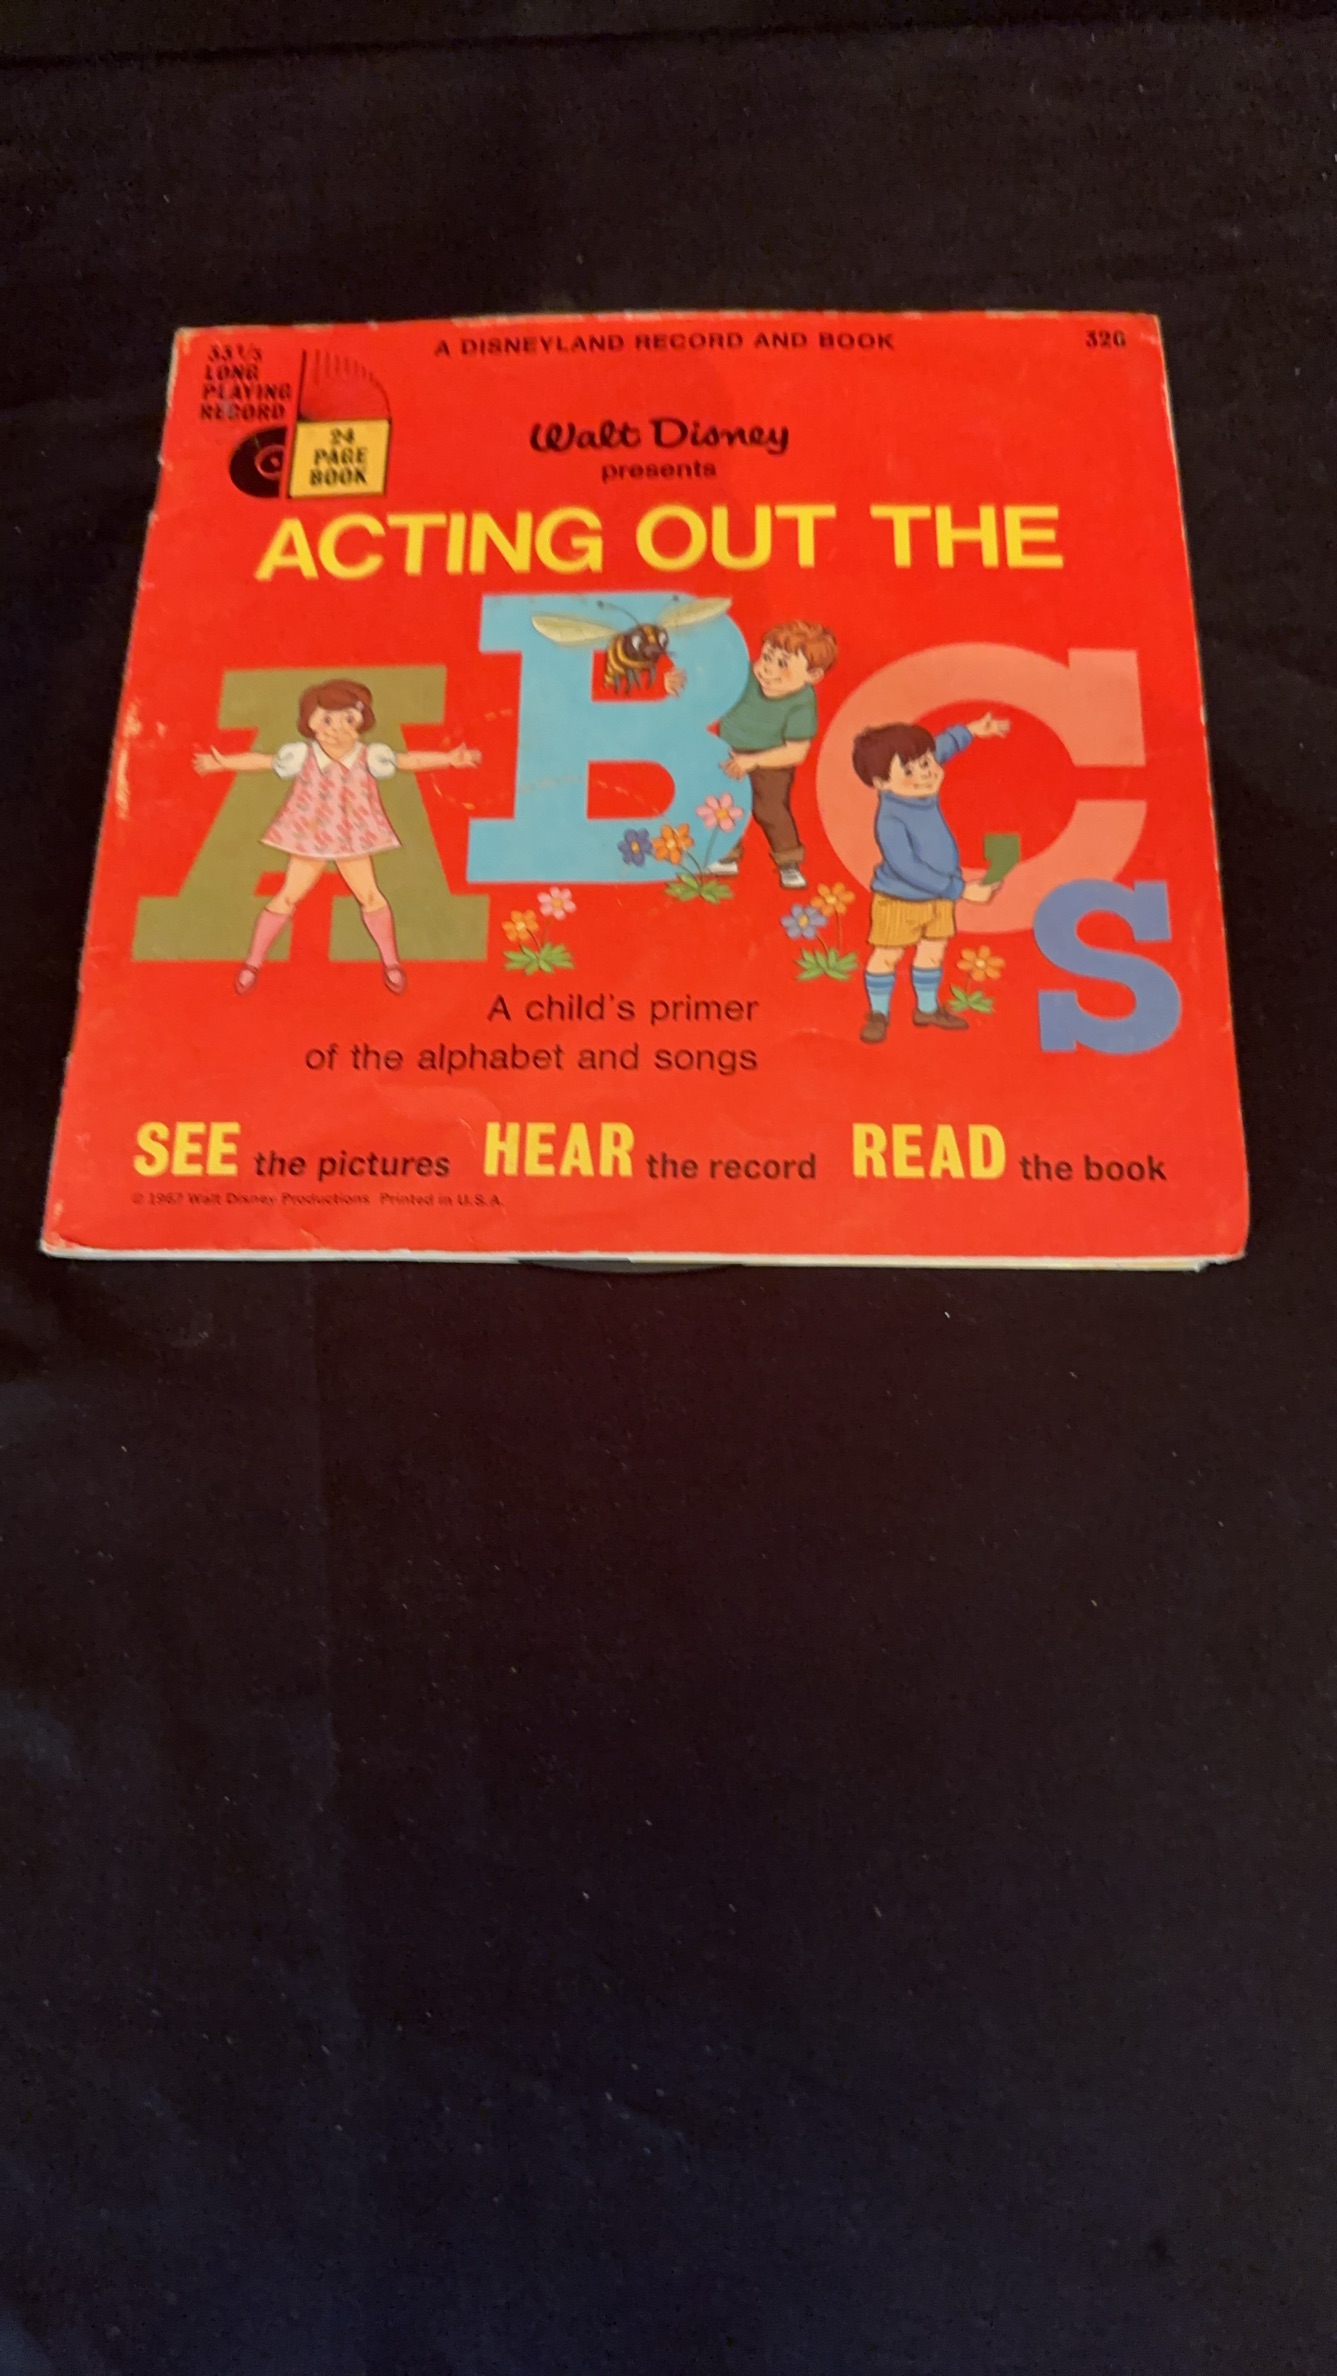 A DISNEYLAND RECORD AND BOOK
326
33 1/3
LONG
PLAYING
RECORD
24
PAGE
BOOK
Walt Disney
presents
ACTING OUT THE
ABCS
A child's primer
of the alphabet and songs
SEE the pictures HEAR the record READ the book
© 1967 Walt Disney Productions Printed in U.S.A.